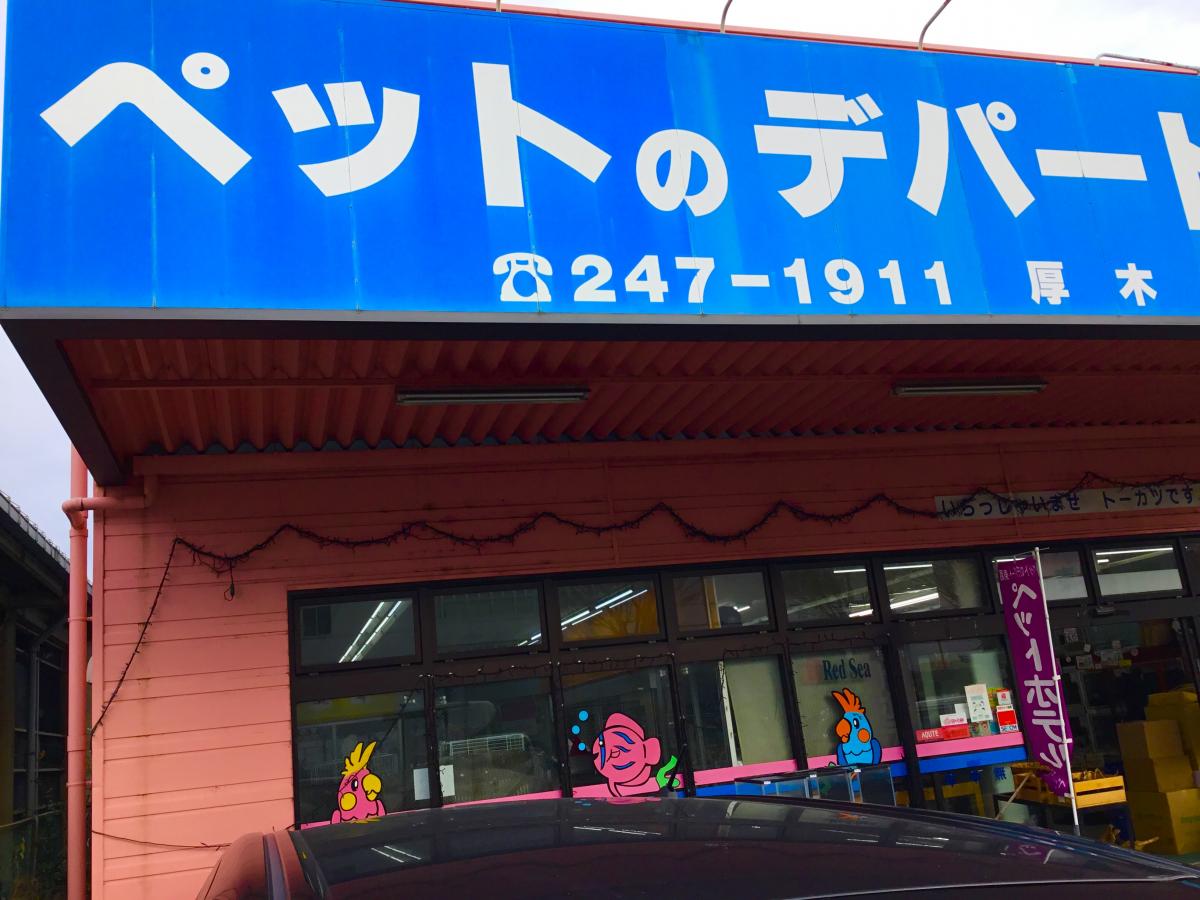 ペットのデパート
☎247-1911 厚木
いらっしゃいませ トーカツです
Red Sea
ペットホテル
AQUTE